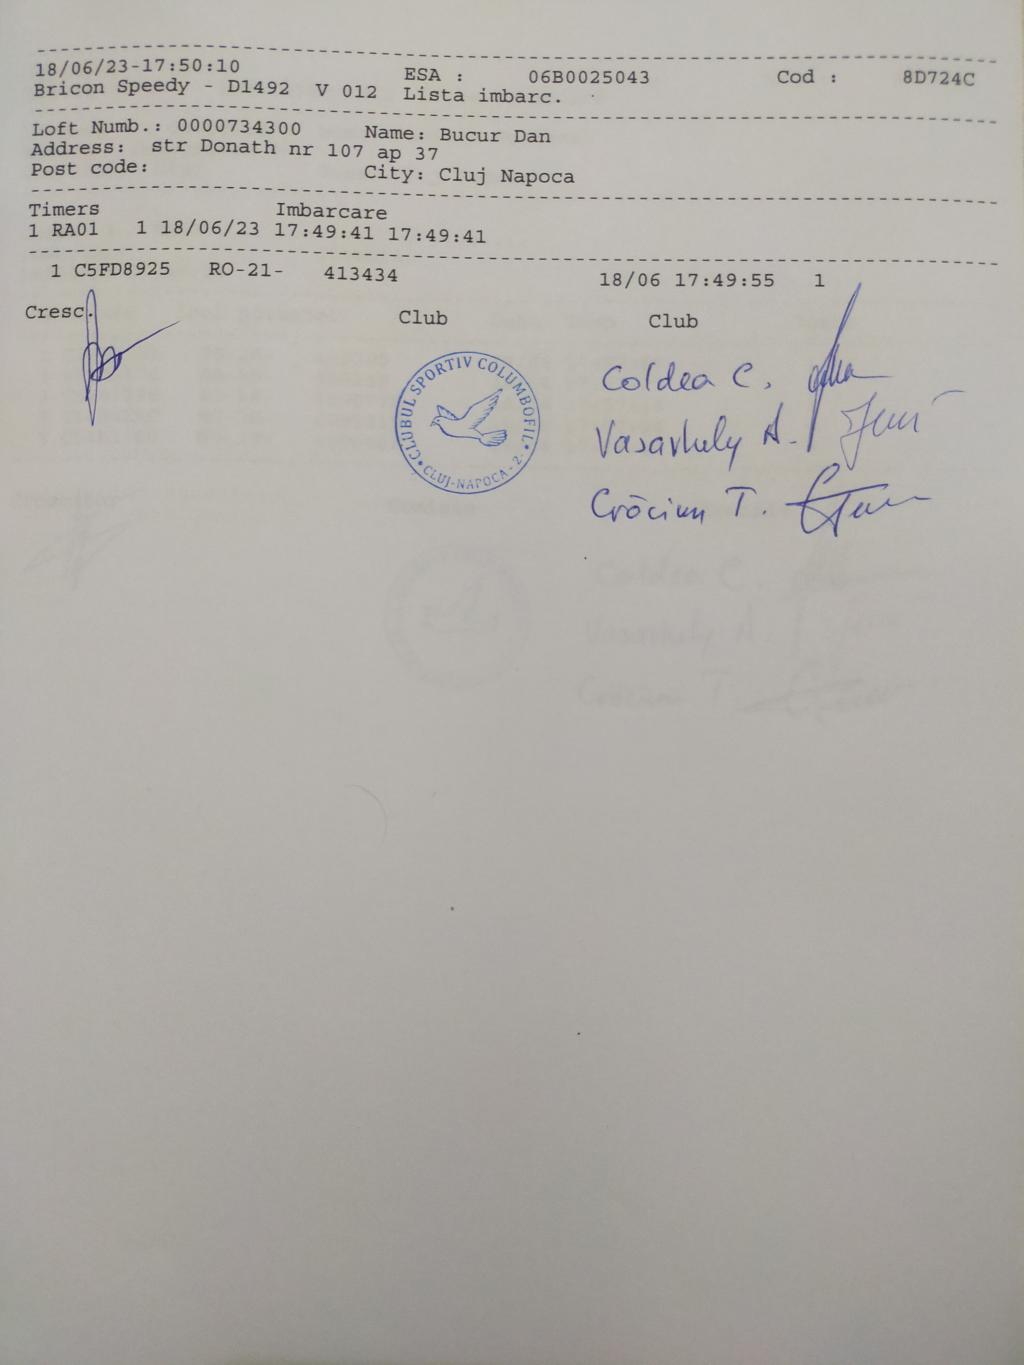 18/06/23-17:50:10 ESA : 06B0025043 Cod : 8D724C
Bricon Speedy - D1492 V 012 Lista imbarc.
Loft Numb.: 0000734300 Name: Bucur Dan
Address: str Donath nr 107 ap 37
Post code: City: Cluj Napoca
Timers Imbarcare
1 RA01 1 18/06/23 17:49:41 17:49:41
1 C5FD8925 RO-21- 413434 18/06 17:49:55 1
Cresc. Club Club
CLUBUL SPORTIV COLUMBOFIL
CLUJ-NAPOCA - 2
Coldea C.
Vasarhely A.
Crăciun T.